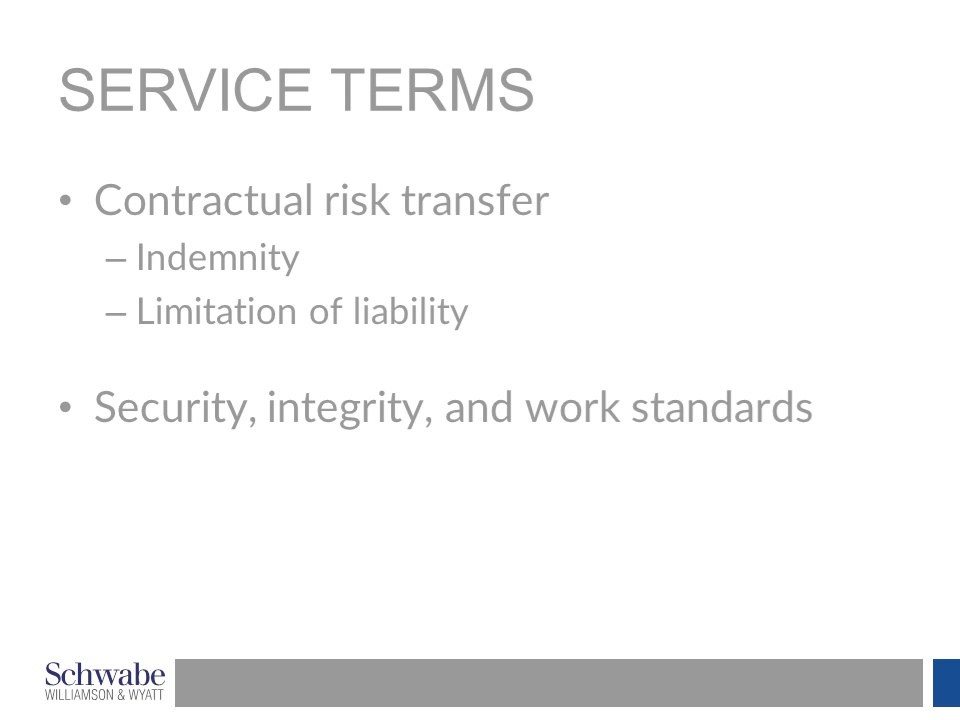 SERVICE TERMS
• Contractual risk transfer
– Indemnity
– Limitation of liability
• Security, integrity, and work standards
Schwabe
WILLIAMSON & WYATT